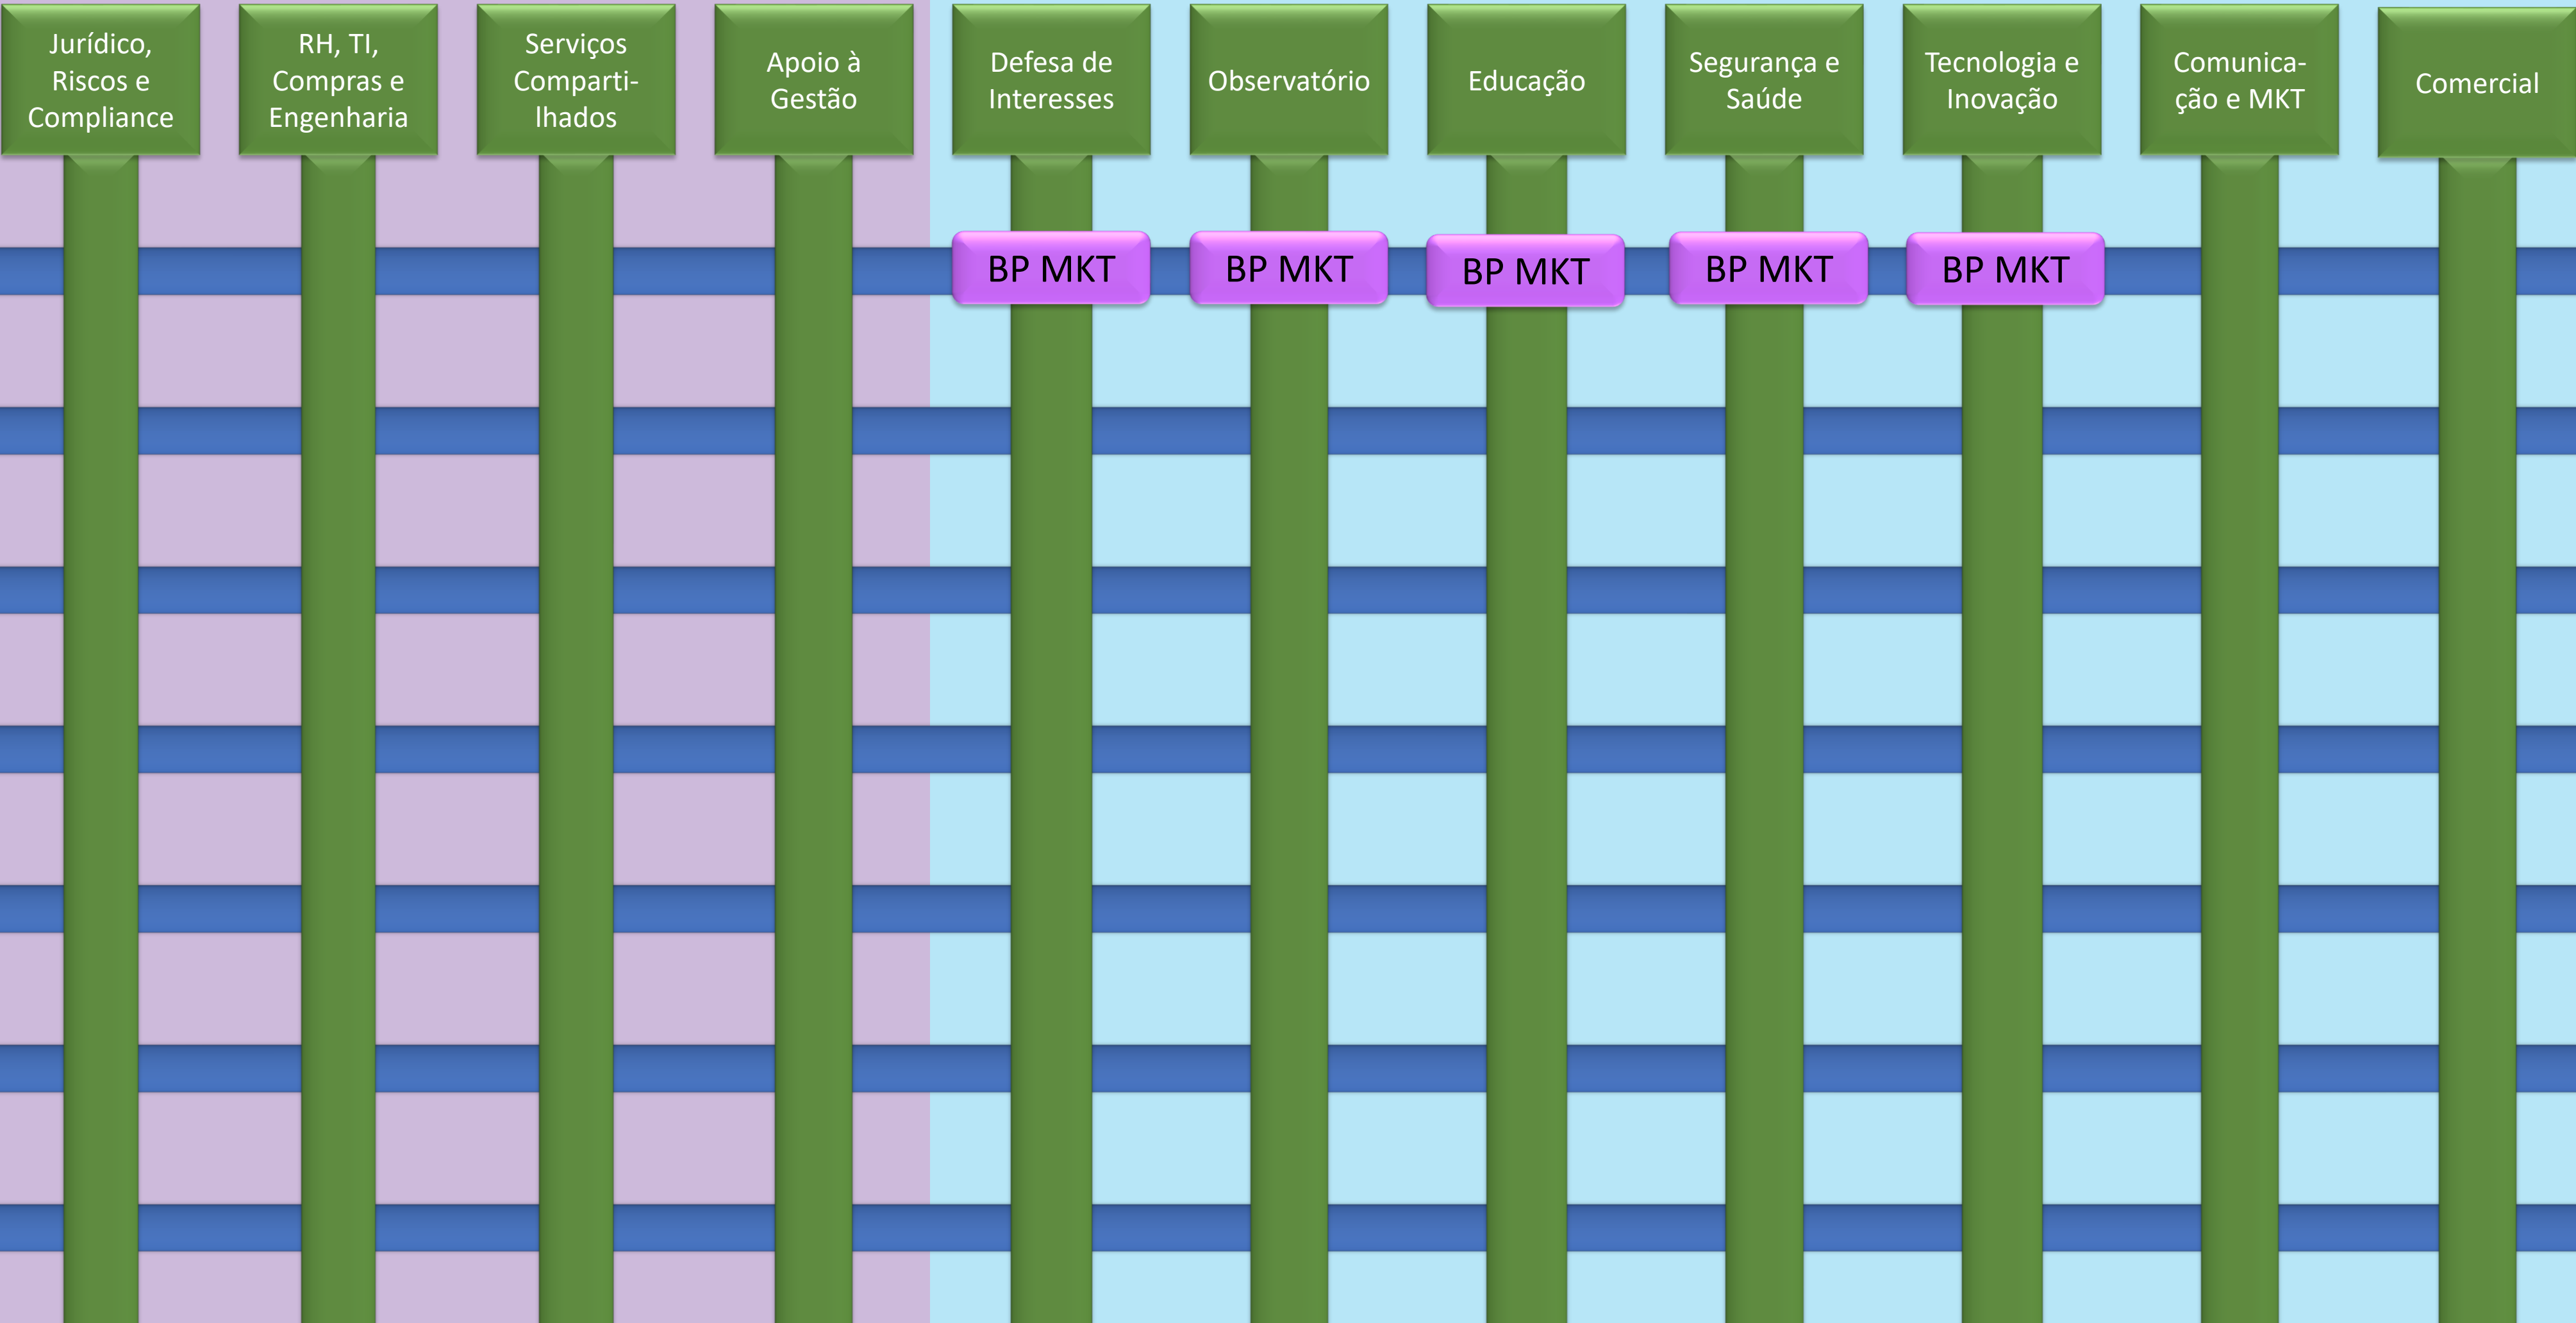 Jurídico,
Riscos e
Compliance
RH, TI,
Compras e
Engenharia
Serviços
Comparti-
lhados
Apoio à
Gestão
Defesa de
Interesses
Observatório
Educação
Segurança e
Saúde
Tecnologia e
Inovação
Comunica-
ção e MKT
Comercial
BP MKT
BP MKT
BP MKT
BP MKT
BP MKT